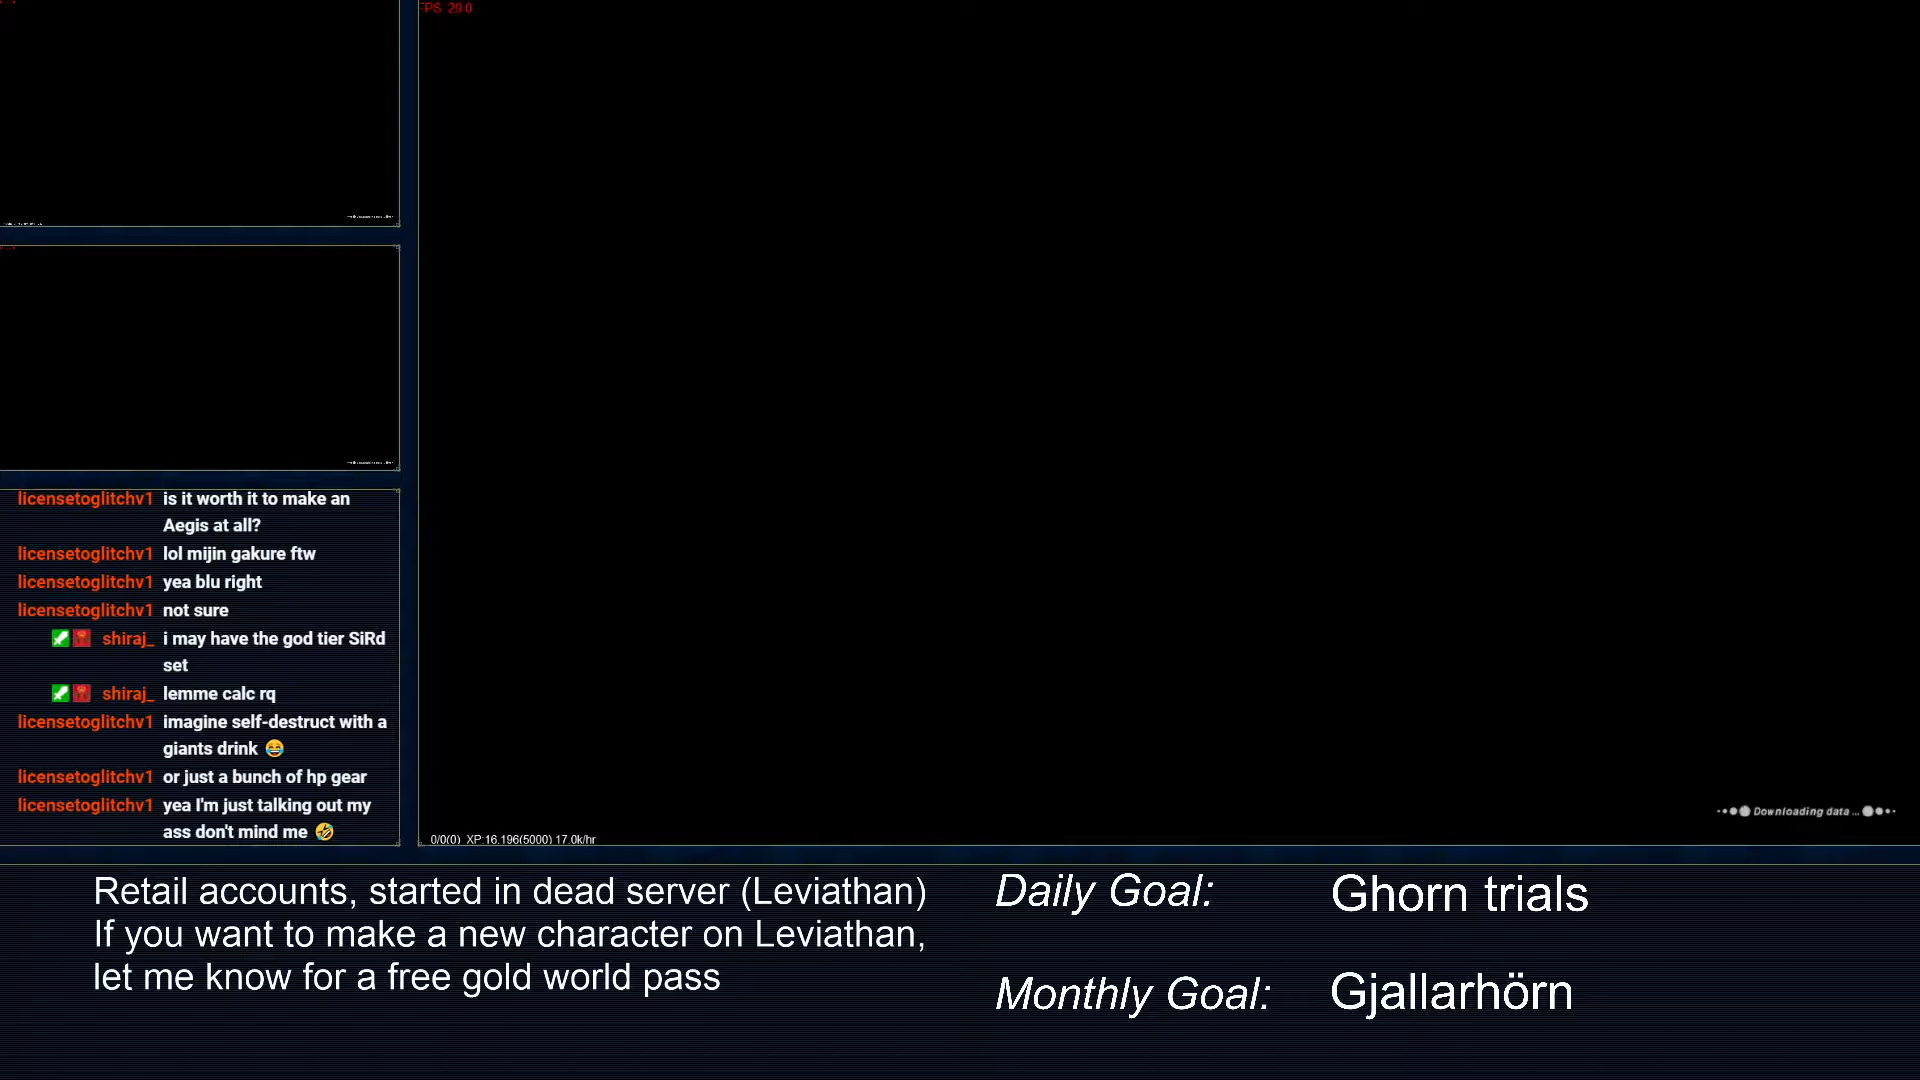 FPS: 29.0
licensetoglitchv1 is it worth it to make an
Aegis at all?
licensetoglitchv1 lol mijin gakure ftw
licensetoglitchv1 yea blu right
licensetoglitchv1 not sure
shiraj_ i may have the god tier SiRd
set
shiraj_ lemme calc rq
licensetoglitchv1 imagine self-destruct with a
giants drink 😂
licensetoglitchv1 or just a bunch of hp gear
licensetoglitchv1 yea I'm just talking out my
ass don't mind me 🤣
Downloading data ...
0/0(0) XP:16,196(5000) 17.0k/hr
Retail accounts, started in dead server (Leviathan)
If you want to make a new character on Leviathan,
let me know for a free gold world pass
Daily Goal: Ghorn trials
Monthly Goal: Gjallarhörn